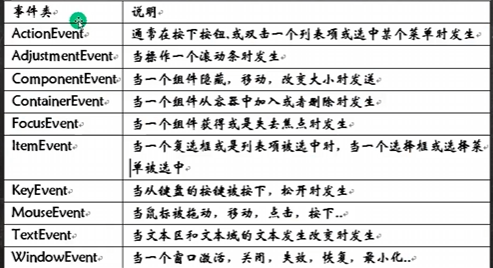 事件类 说明
ActionEvent 通常在按下按钮,或双击一个列表项或选中某个菜单时发生
AdjustmentEvent 当操作一个滚动条时发生
ComponentEvent 当一个组件隐藏，移动，改变大小时发送
ContainerEvent 当一个组件从容器中加入或者删除时发生
FocusEvent 当一个组件获得或是失去焦点时发生
ItemEvent 当一个复选框或是列表项被选中时，当一个选择框或选择菜
单被选中
KeyEvent 当从键盘的按键被按下，松开时发生
MouseEvent 当鼠标被拖动，移动，点击，按下..
TextEvent 当文本区和文本域的文本发生改变时发生
WindowEvent 当一个窗口激活，关闭，失效，恢复，最小化..